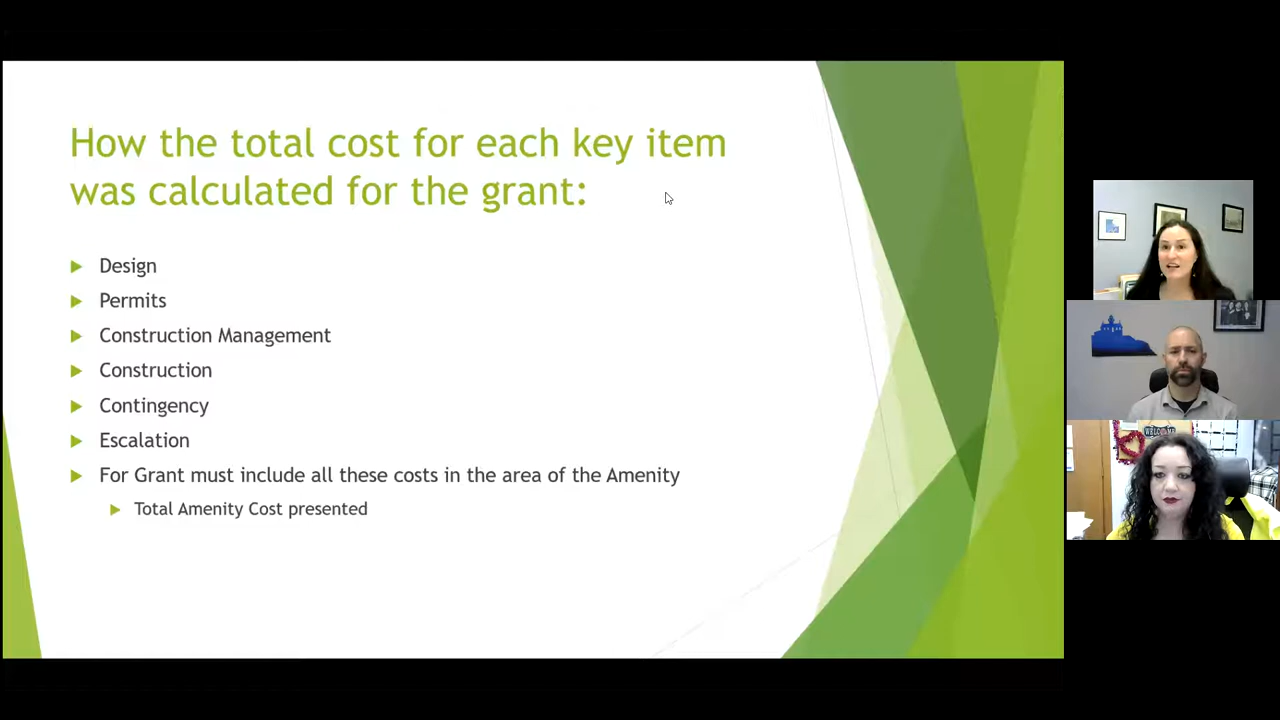 How the total cost for each key item
was calculated for the grant:
Design
Permits
Construction Management
Construction
Contingency
Escalation
For Grant must include all these costs in the area of the Amenity
Total Amenity Cost presented
WELCOME